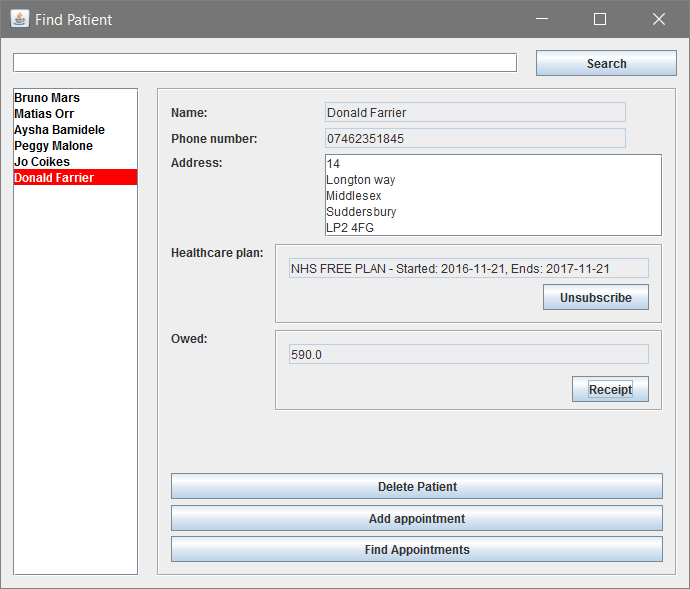 Find Patient
Search
Bruno Mars
Matias Orr
Aysha Bamidele
Peggy Malone
Jo Coikes
Donald Farrier
Name:
Donald Farrier
Phone number:
07462351845
Address:
14
Longton way
Middlesex
Suddersbury
LP2 4FG
Healthcare plan:
NHS FREE PLAN - Started: 2016-11-21, Ends: 2017-11-21
Unsubscribe
Owed:
590.0
Receipt
Delete Patient
Add appointment
Find Appointments